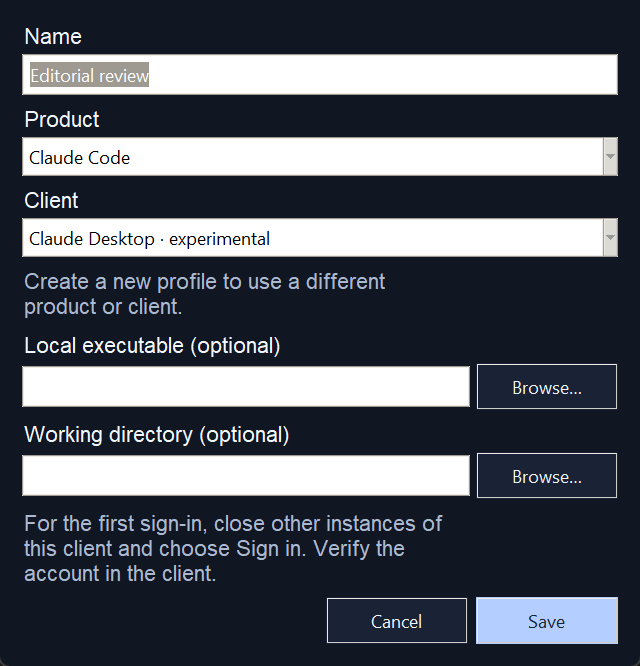 Name
Editorial review
Product
Claude Code
Client
Claude Desktop · experimental
Create a new profile to use a different
product or client.
Local executable (optional)
Browse...
Working directory (optional)
Browse...
For the first sign-in, close other instances of
this client and choose Sign in. Verify the
account in the client.
Cancel
Save